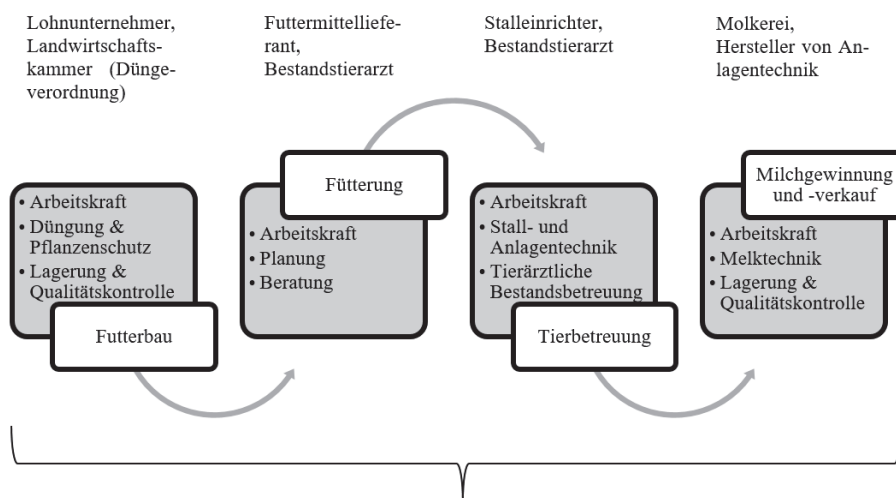 Lohnunternehmer,
Landwirtschafts-
kammer (Dünge-
verordnung)
Futtermittelliefe-
rant,
Bestandstierarzt
Stalleinrichter,
Bestandstierarzt
Molkerei,
Hersteller von An-
lagentechnik
• Arbeitskraft
• Düngung &
Pflanzenschutz
• Lagerung &
Qualitätskontrolle
Futterbau
Fütterung
• Arbeitskraft
• Planung
• Beratung
• Arbeitskraft
• Stall- und
Anlagentechnik
• Tierärztliche
Bestandsbetreuung
Tierbetreuung
Milchgewinnung
und -verkauf
• Arbeitskraft
• Melktechnik
• Lagerung &
Qualitätskontrolle